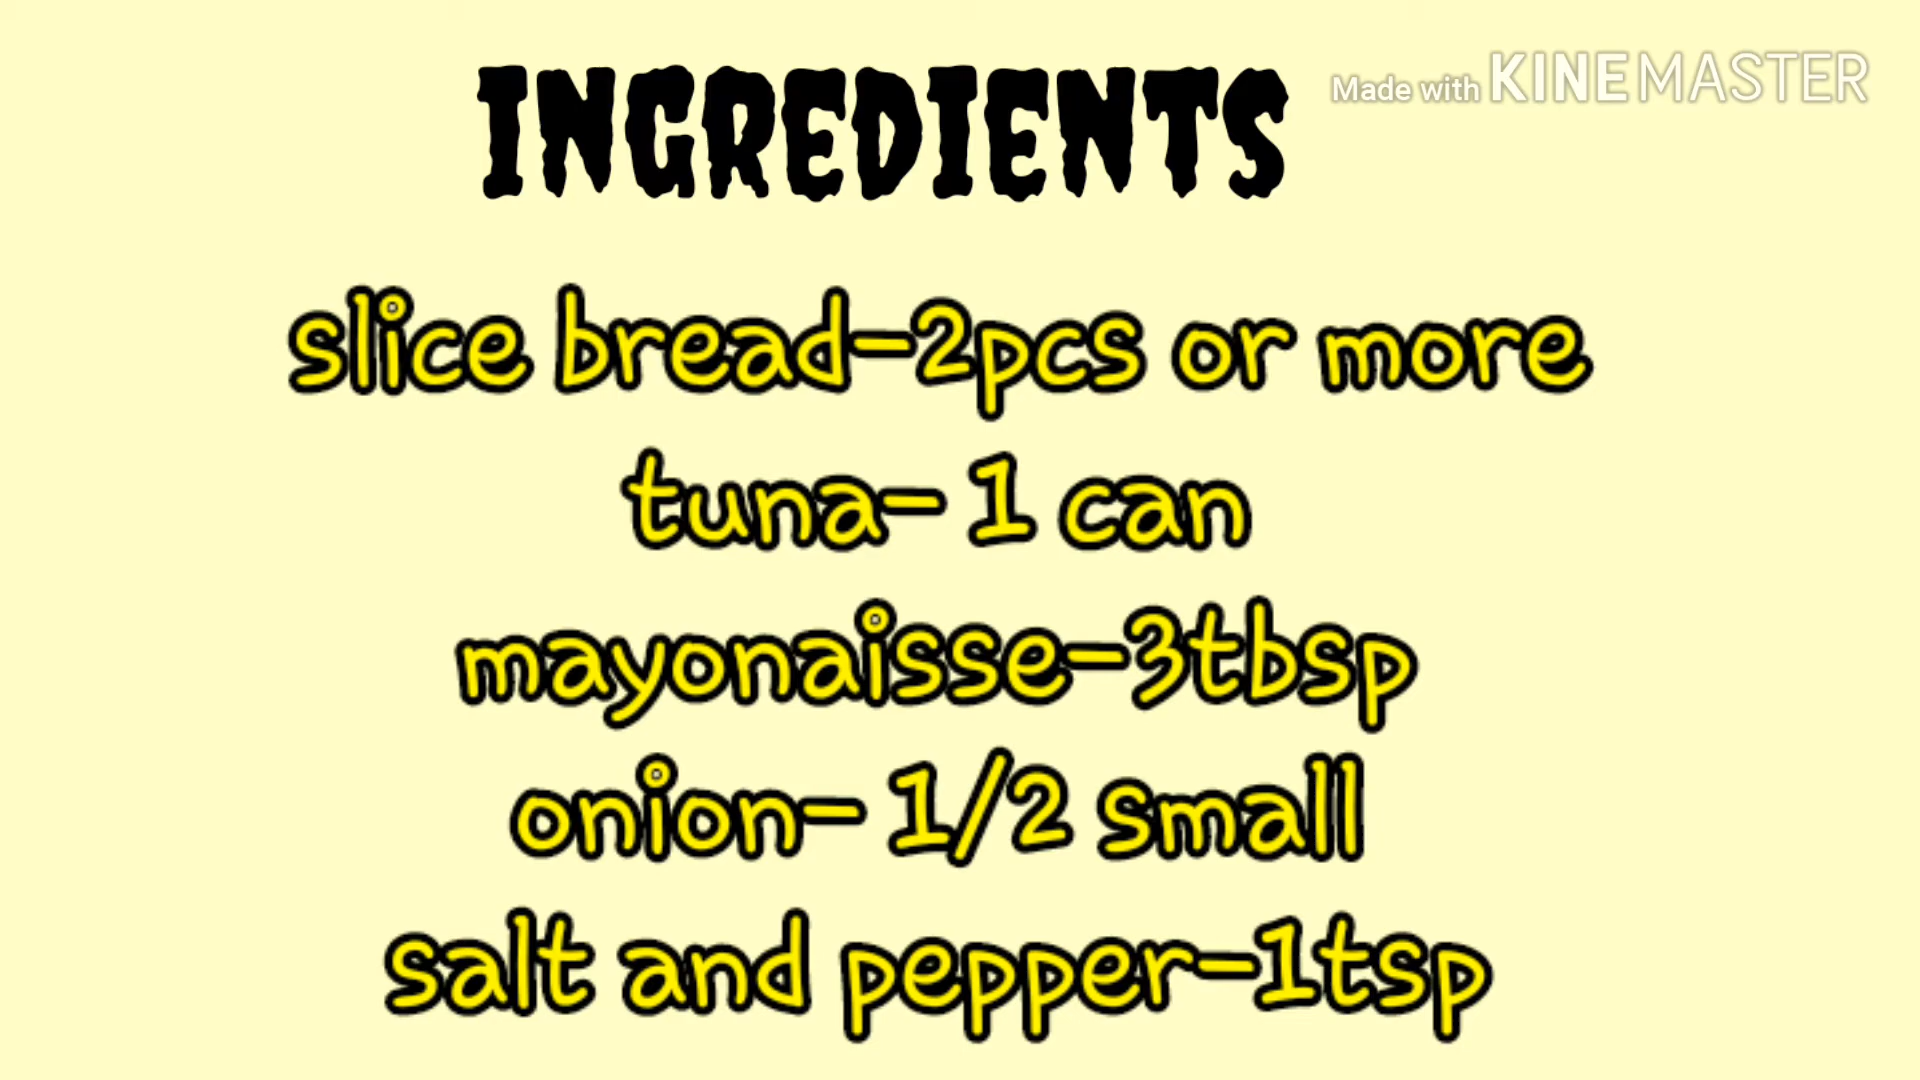 INGREDIENTS
Made with KINEMASTER
slice bread-2pcs or more
tuna- 1 can
mayonaisse-3tbsp
onion- 1/2 small
salt and pepper-1tsp